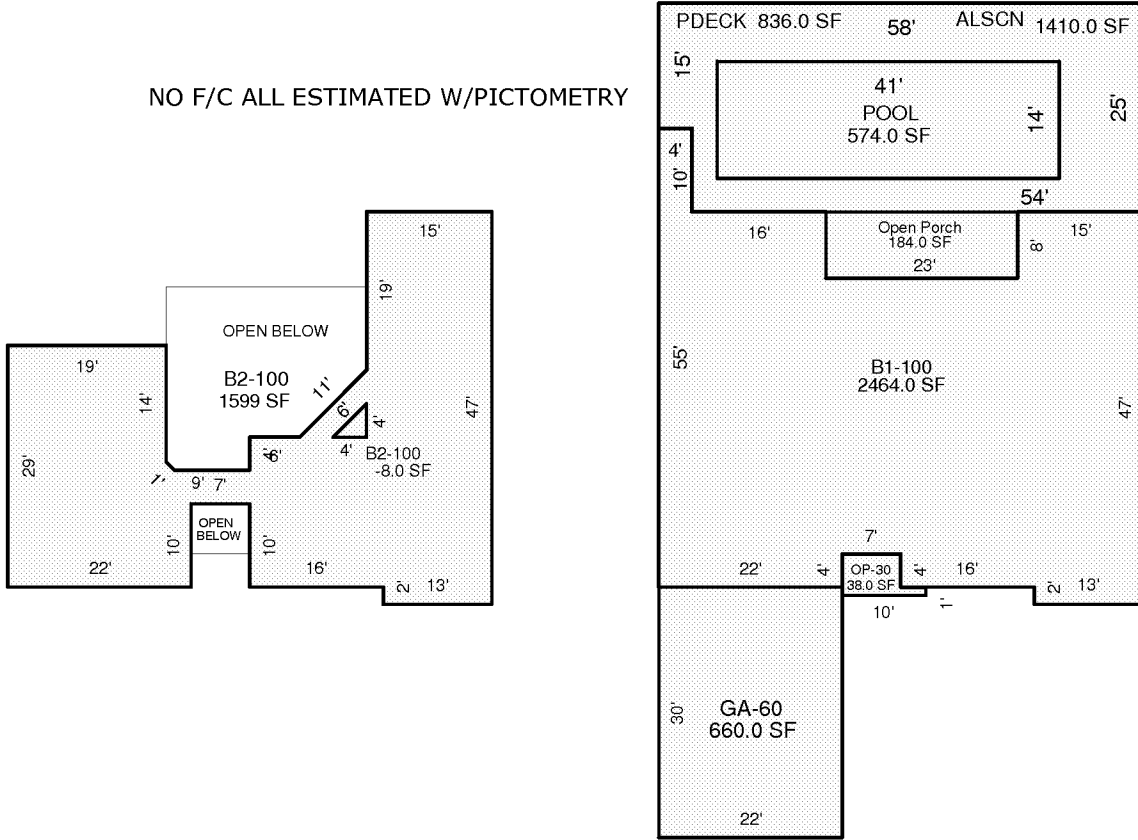 PDECK 836.0 SF
58'
ALSCN 1410.0 SF
15'
NO F/C ALL ESTIMATED W/PICTOMETRY
41'
POOL
574.0 SF
14'
25'
4'
10'
54'
16'
Open Porch
184.0 SF
23'
8'
15'
15'
19'
OPEN BELOW
19'
14'
B2-100
1599 SF
11'
6'
4'
4'
47'
B2-100
-8.0 SF
4'
6'
29'
1'
9'
7'
OPEN
BELOW
10'
10'
22'
16'
2'
13'
55'
B1-100
2464.0 SF
47'
7'
22'
4'
OP-30
38.0 SF
4'
16'
2'
13'
10'
1'
30'
GA-60
660.0 SF
22'